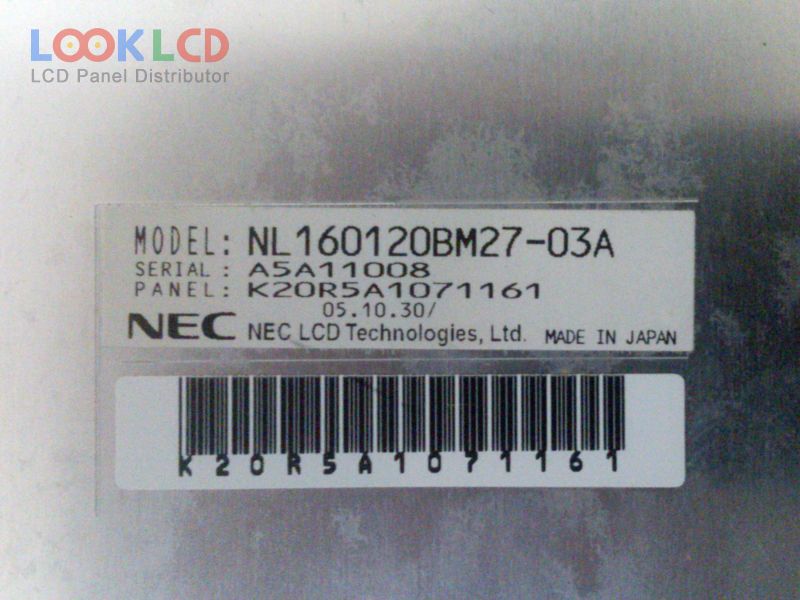 LOOK LCD
LCD Panel Distributor
MODEL: NL160120BM27-03A
SERIAL: A5A11008
PANEL: K20R5A1071161
05.10.30/
NEC NEC LCD Technologies, Ltd. MADE IN JAPAN
K20R5A1071161